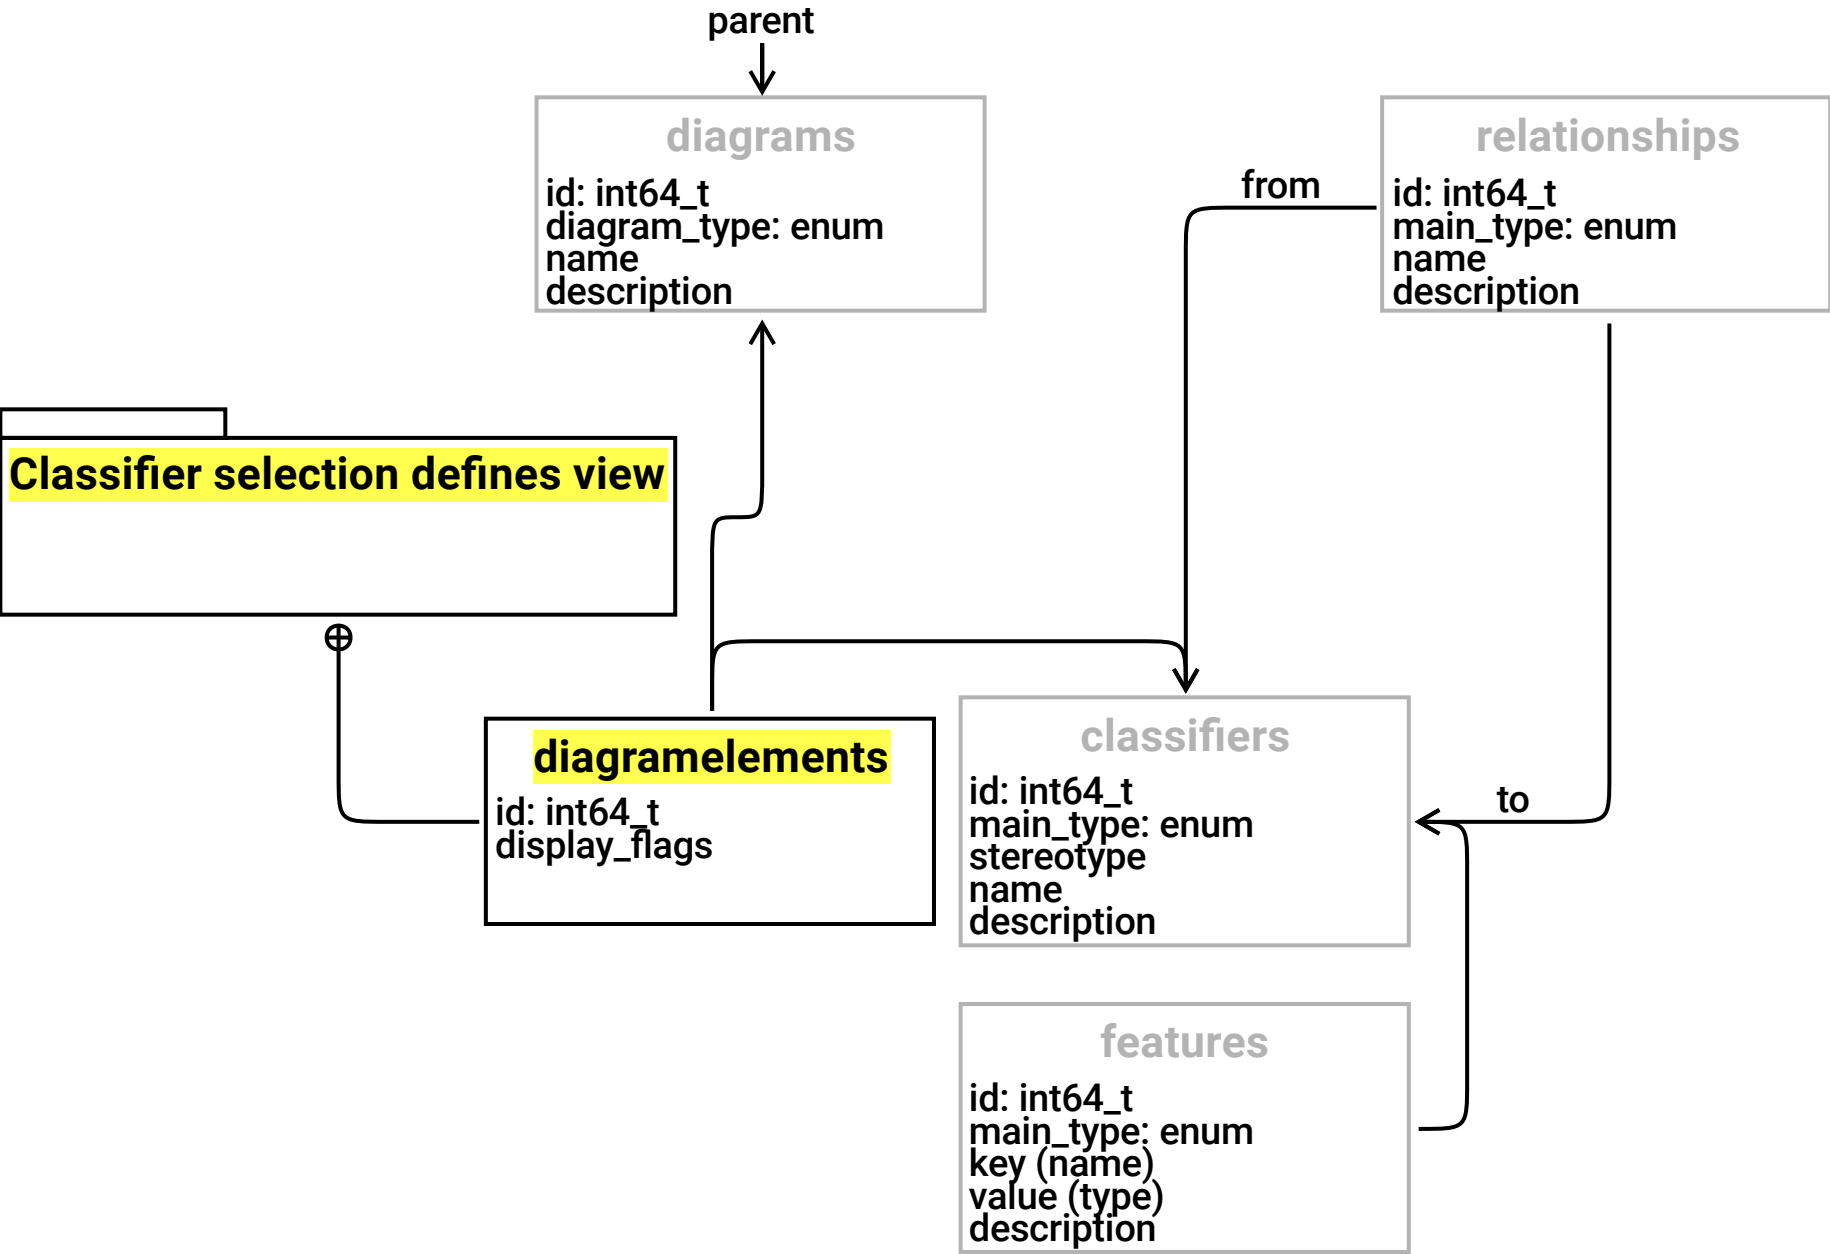 parent
diagrams
id: int64_t
diagram_type: enum
name
description
relationships
id: int64_t
main_type: enum
name
description
from
Classifier selection defines view
diagramelements
id: int64_t
display_flags
classifiers
id: int64_t
main_type: enum
stereotype
name
description
to
features
id: int64_t
main_type: enum
key (name)
value (type)
description